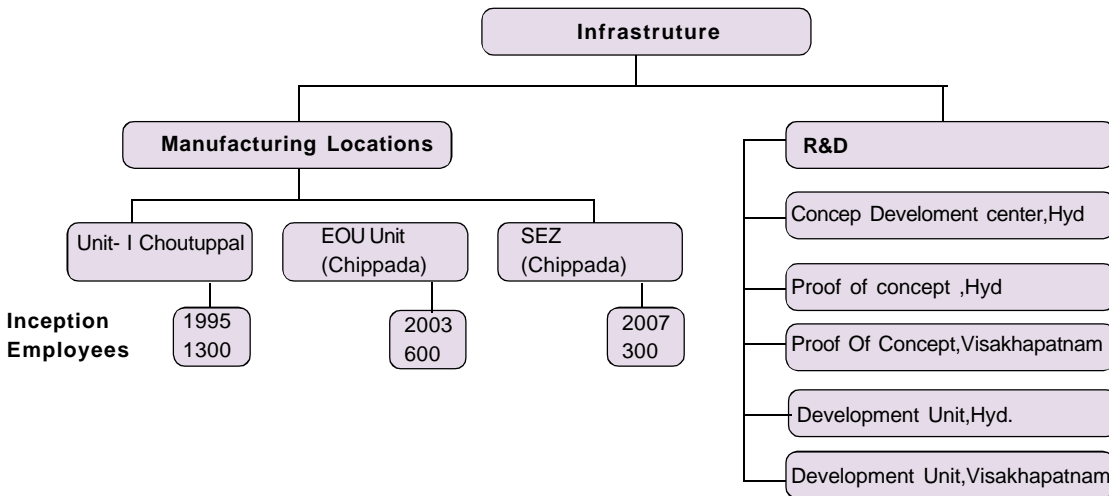 Infrastruture
Manufacturing Locations
R&D
Unit- I Choutuppal
EOU Unit
(Chippada)
SEZ
(Chippada)
Inception
Employees
1995
1300
2003
600
2007
300
Concep Develoment center,Hyd
Proof of concept ,Hyd
Proof Of Concept,Visakhapatnam
Development Unit,Hyd.
Development Unit,Visakhapatnam